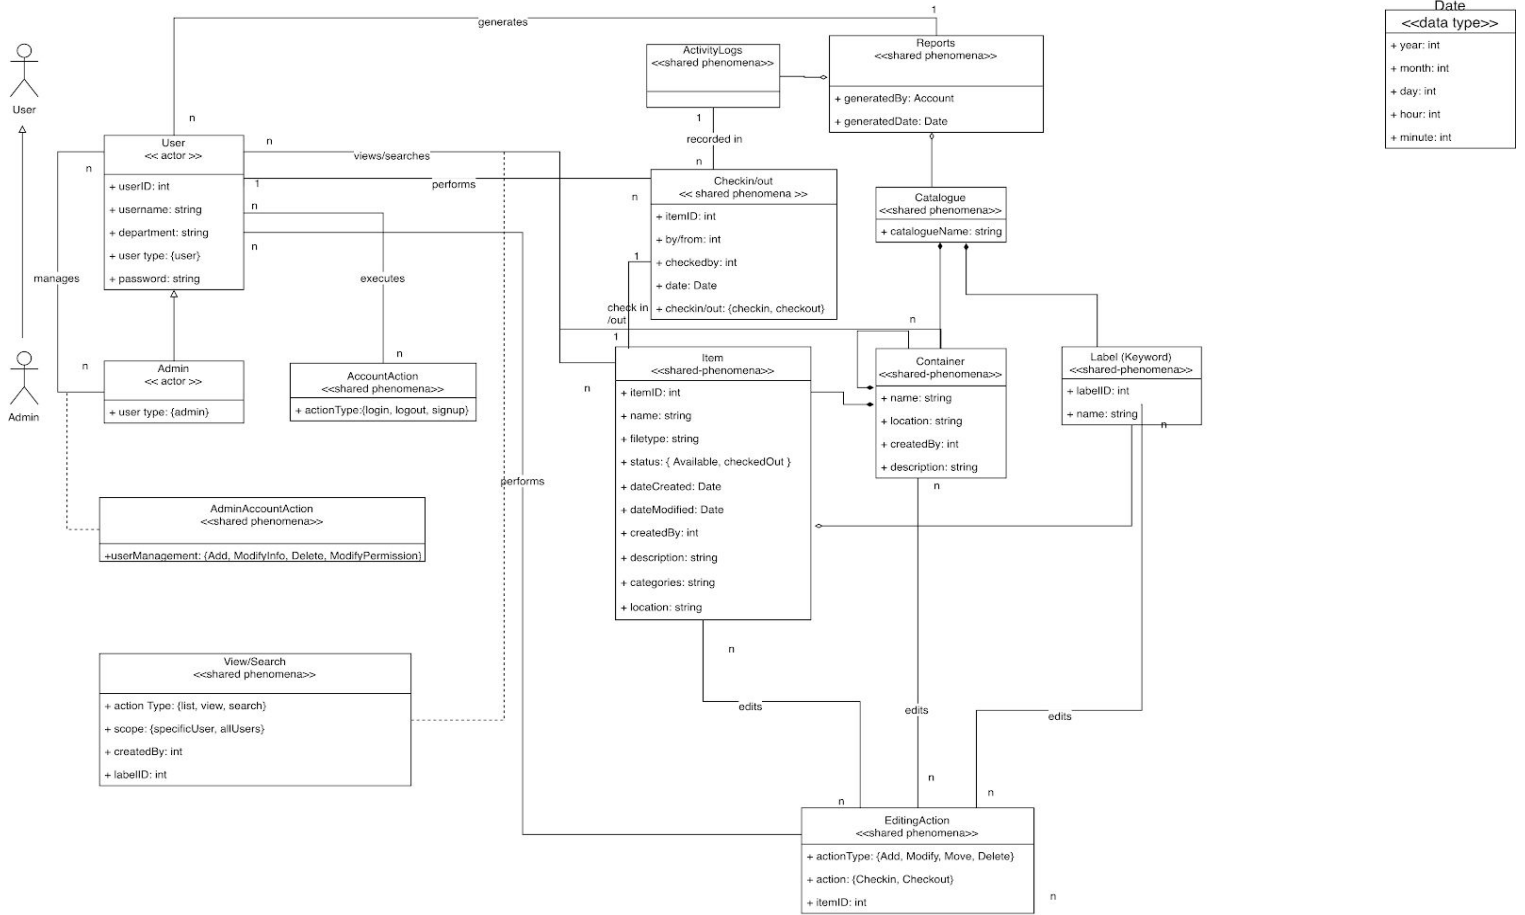 generates
1
Date
<<data type>>
+ year: int
+ month: int
+ day: int
+ hour: int
+ minute: int
ActivityLogs
<<shared phenomena>>
Reports
<<shared phenomena>>
+ generatedBy: Account
+ generatedDate: Date
User
n
1
recorded in
n
User
<< actor >>
+ userID: int
+ username: string
+ department: string
+ user type: {user}
+ password: string
n
views/searches
1
performs
n
n
n
n
manages
executes
Checkin/out
<< shared phenomena >>
+ itemID: int
+ by/from: int
+ checkedby: int
+ date: Date
+ checkin/out: {checkin, checkout}
n
1
check in
/out
1
Catalogue
<<shared phenomena>>
+ catalogueName: string
n
Admin
n
Admin
<< actor >>
+ user type: {admin}
n
AccountAction
<<shared phenomena>>
+ actionType:{login, logout, signup}
n
Item
<<shared-phenomena>>
+ itemID: int
+ name: string
+ filetype: string
+ status: { Available, checkedOut }
+ dateCreated: Date
+ dateModified: Date
+ createdBy: int
+ description: string
+ categories: string
+ location: string
Container
<<shared-phenomena>>
+ name: string
+ location: string
+ createdBy: int
+ description: string
n
Label (Keyword)
<<shared-phenomena>>
+ labelID: int
+ name: string
n
performs
AdminAccountAction
<<shared phenomena>>
+userManagement: {Add, ModifyInfo, Delete, ModifyPermission}
View/Search
<<shared phenomena>>
+ action Type: {list, view, search}
+ scope: {specificUser, allUsers}
+ createdBy: int
+ labelID: int
n
edits
edits
edits
n
n
n
EditingAction
<<shared phenomena>>
+ actionType: {Add, Modify, Move, Delete}
+ action: {Checkin, Checkout}
+ itemID: int
n